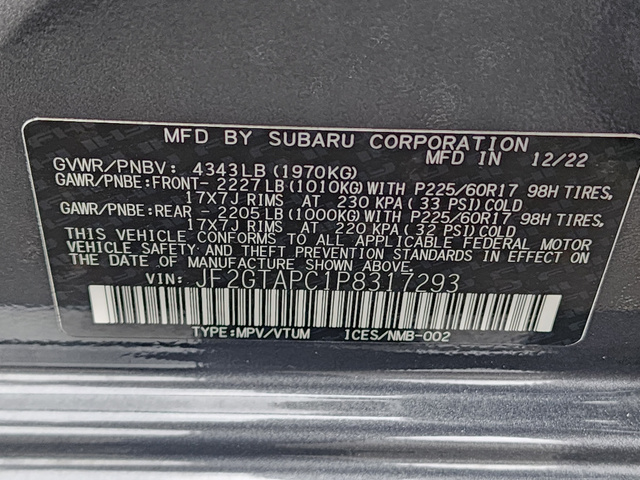 MFD BY SUBARU CORPORATION
MFD IN 12/22
GVWR/PNBV: 4343LB (1970KG)
GAWR/PNBE:FRONT- 2227 LB (1010KG) WITH P225/60R17 98H TIRES,
17X7J RIMS AT 230 KPA (33 PSI) COLD
GAWR/PNBE:REAR - 2205 LB (1000KG) WITH P225/60R17 98H TIRES,
17X7J RIMS AT 220 KPA (32 PSI) COLD
THIS VEHICLE CONFORMS TO ALL APPLICABLE FEDERAL MOTOR
VEHICLE SAFETY AND THEFT PREVENTION STANDARDS IN EFFECT ON
THE DATE OF MANUFACTURE SHOWN ABOVE.
VIN: JF2GTAPC1P8317293
TYPE:MPV/VTUM ICES/NMB-002